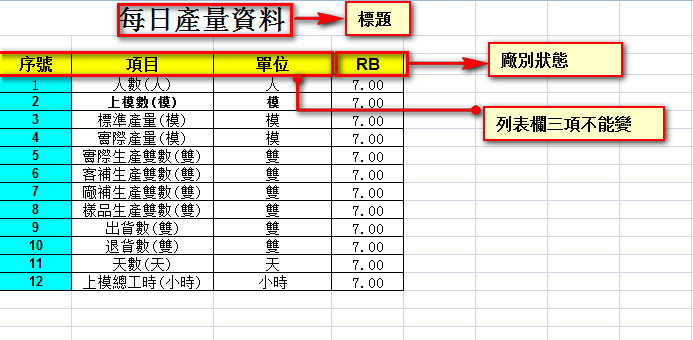 每日產量資料
標題
序號 項目 單位 RB
廠別狀態
1 人數(人) 人 7.00
2 上模數(模) 模 7.00
列表欄三項不能變
3 標準產量(模) 模 7.00
4 實際產量(模) 模 7.00
5 實際生產雙數(雙) 雙 7.00
6 客補生產雙數(雙) 雙 7.00
7 廠補生產雙數(雙) 雙 7.00
8 樣品生產雙數(雙) 雙 7.00
9 出貨數(雙) 雙 7.00
10 退貨數(雙) 雙 7.00
11 天數(天) 天 7.00
12 上模總工時(小時) 小時 7.00